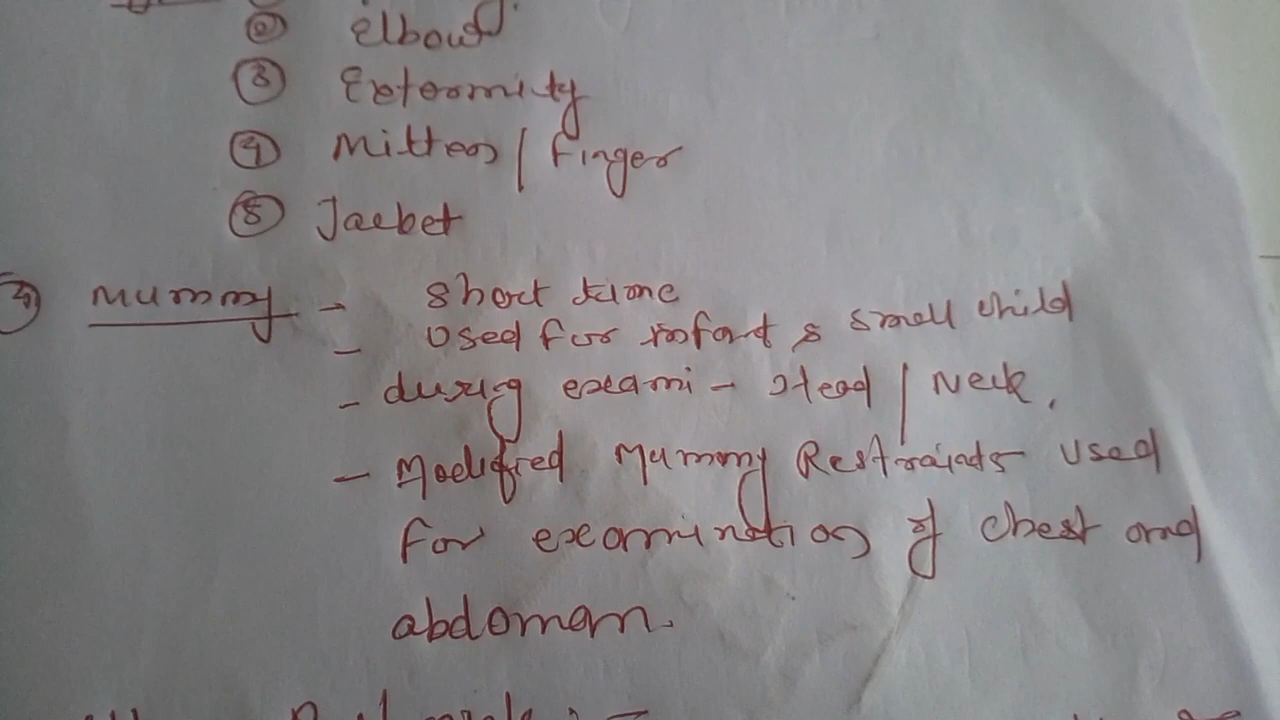 ② Elbow
③ Extormity
④ Mitten / Finger
⑤ Jacket
Mummy - Short time
- Used for infant & small child
- during exami - Head / Neck.
- Modified Mummy Restraints used
for examination of chest and
abdomen.